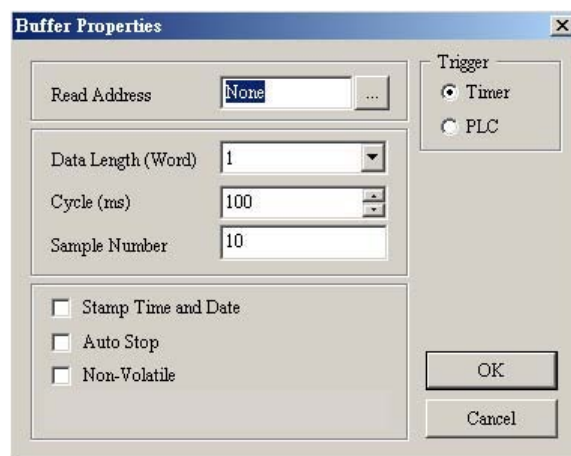 Buffer Properties
Read Address
None
...
Data Length (Word)
1
Cycle (ms)
100
Sample Number
10
Stamp Time and Date
Auto Stop
Non-Volatile
Trigger
Timer
PLC
OK
Cancel